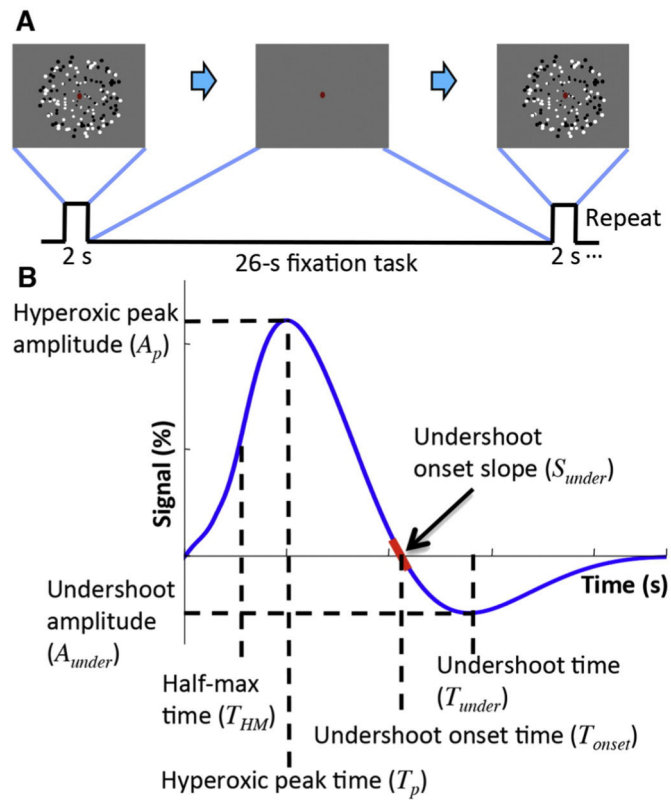 A
2 s
26-s fixation task
2 s ...
Repeat
B
Hyperoxic peak
amplitude (Ap)
Signal (%)
Undershoot
onset slope (Sunder)
Time (s)
Undershoot
amplitude
(Aunder)
Half-max
time (THM)
Undershoot time
(Tunder)
Undershoot onset time (Tonset)
Hyperoxic peak time (Tp)